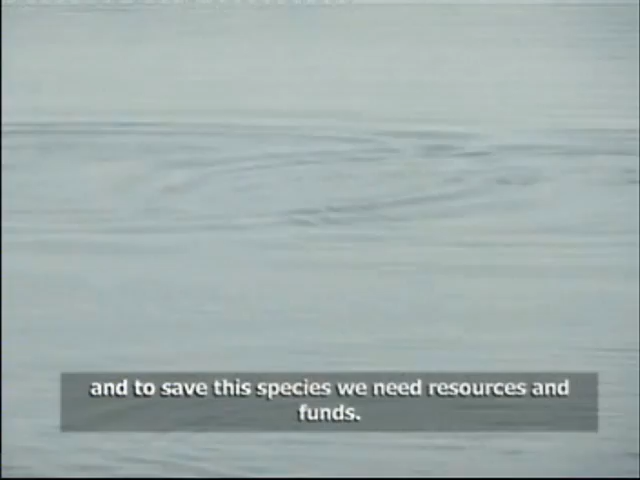 and to save this species we need resources and
funds.